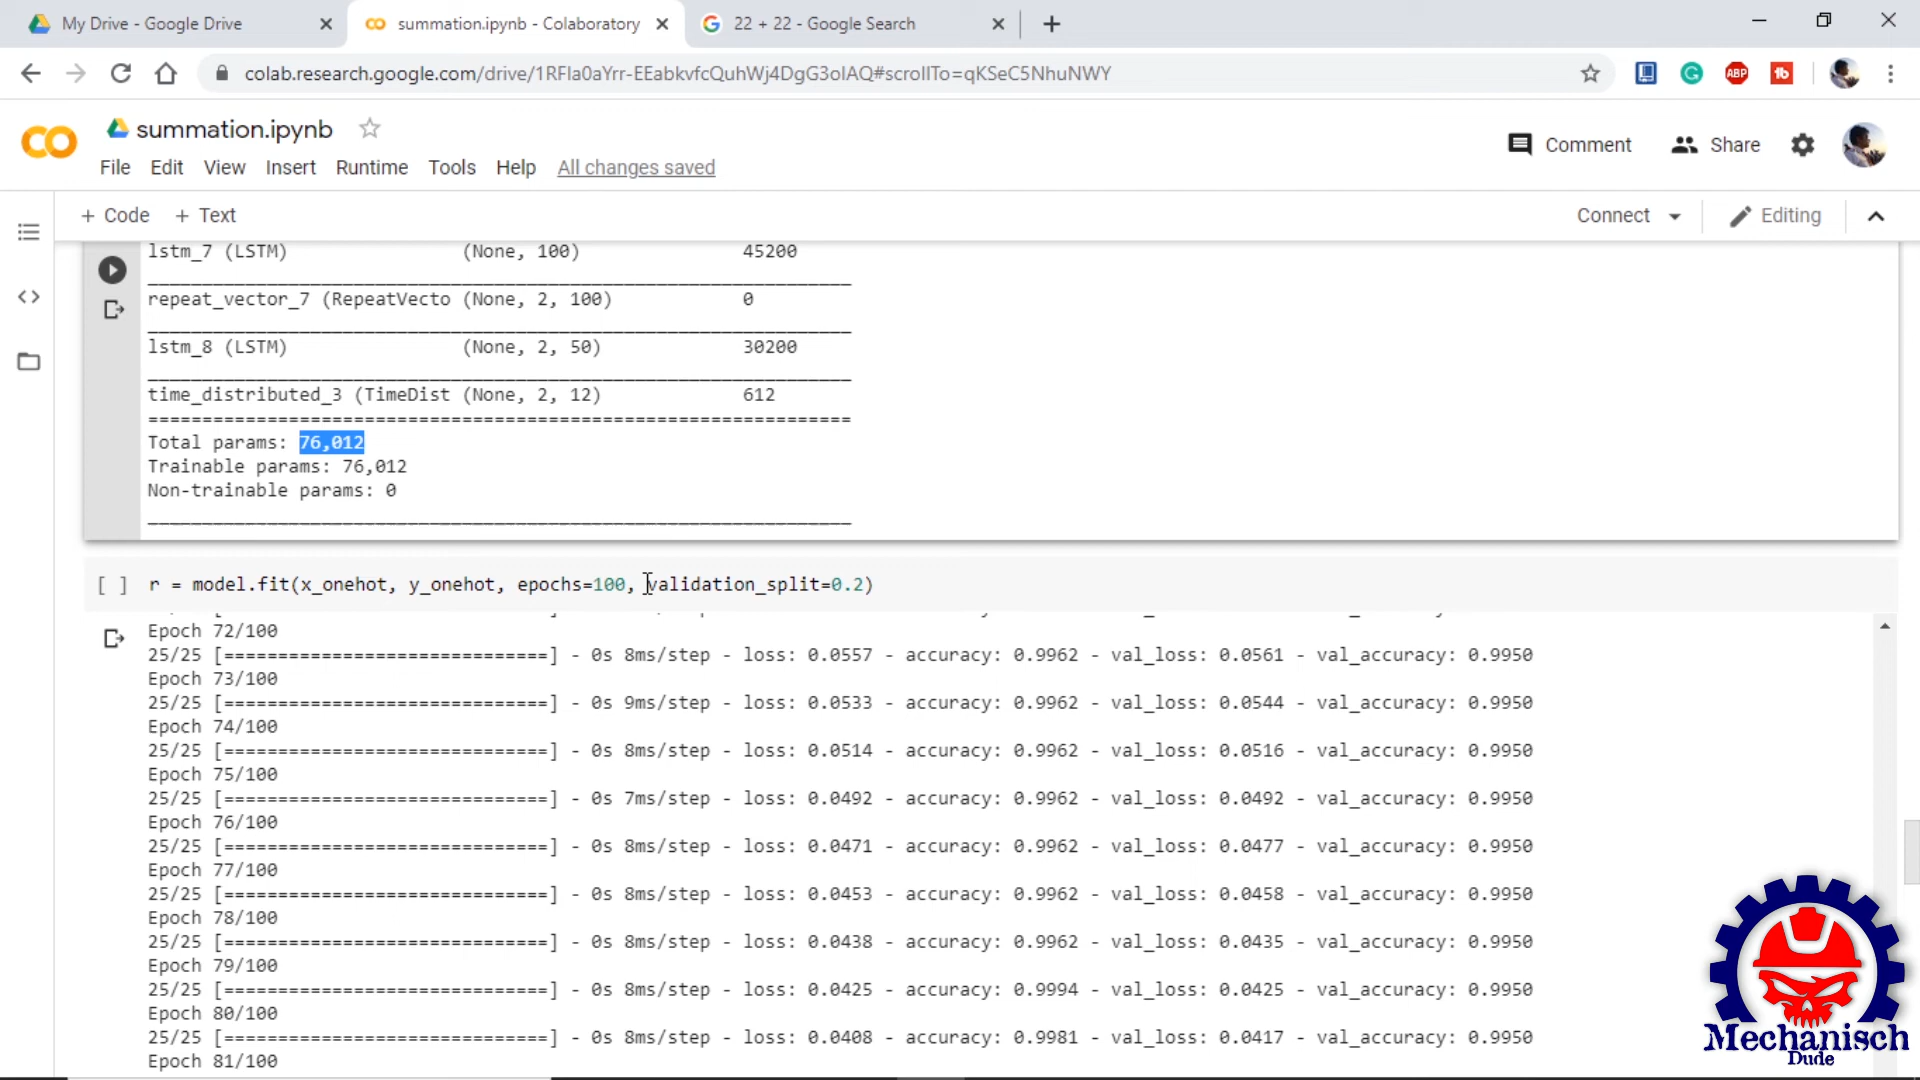 My Drive - Google Drive
summation.ipynb - Colaboratory
22 + 22 - Google Search
colab.research.google.com/drive/1RFIa0aYrr-EEabkvfcQuhWj4DgG3oIAQ#scrollTo=qKSeC5NhuNWY
ABP
summation.ipynb
Comment
Share
File Edit View Insert Runtime Tools Help All changes saved
+ Code + Text
Connect
Editing
lstm_7 (LSTM) (None, 100) 45200
_________________________________________________________________
repeat_vector_7 (RepeatVecto (None, 2, 100) 0
_________________________________________________________________
lstm_8 (LSTM) (None, 2, 50) 30200
_________________________________________________________________
time_distributed_3 (TimeDist (None, 2, 12) 612
=================================================================
Total params: 76,012
Trainable params: 76,012
Non-trainable params: 0
_________________________________________________________________
[ ] r = model.fit(x_onehot, y_onehot, epochs=100, validation_split=0.2)
Epoch 72/100
25/25 [==============================] - 0s 8ms/step - loss: 0.0557 - accuracy: 0.9962 - val_loss: 0.0561 - val_accuracy: 0.9950
Epoch 73/100
25/25 [==============================] - 0s 9ms/step - loss: 0.0533 - accuracy: 0.9962 - val_loss: 0.0544 - val_accuracy: 0.9950
Epoch 74/100
25/25 [==============================] - 0s 8ms/step - loss: 0.0514 - accuracy: 0.9962 - val_loss: 0.0516 - val_accuracy: 0.9950
Epoch 75/100
25/25 [==============================] - 0s 7ms/step - loss: 0.0492 - accuracy: 0.9962 - val_loss: 0.0492 - val_accuracy: 0.9950
Epoch 76/100
25/25 [==============================] - 0s 8ms/step - loss: 0.0471 - accuracy: 0.9962 - val_loss: 0.0477 - val_accuracy: 0.9950
Epoch 77/100
25/25 [==============================] - 0s 8ms/step - loss: 0.0453 - accuracy: 0.9962 - val_loss: 0.0458 - val_accuracy: 0.9950
Epoch 78/100
25/25 [==============================] - 0s 8ms/step - loss: 0.0438 - accuracy: 0.9962 - val_loss: 0.0435 - val_accuracy: 0.9950
Epoch 79/100
25/25 [==============================] - 0s 8ms/step - loss: 0.0425 - accuracy: 0.9994 - val_loss: 0.0425 - val_accuracy: 0.9950
Epoch 80/100
25/25 [==============================] - 0s 8ms/step - loss: 0.0408 - accuracy: 0.9981 - val_loss: 0.0417 - val_accuracy: 0.9950
Epoch 81/100
Mechanisch
Dude